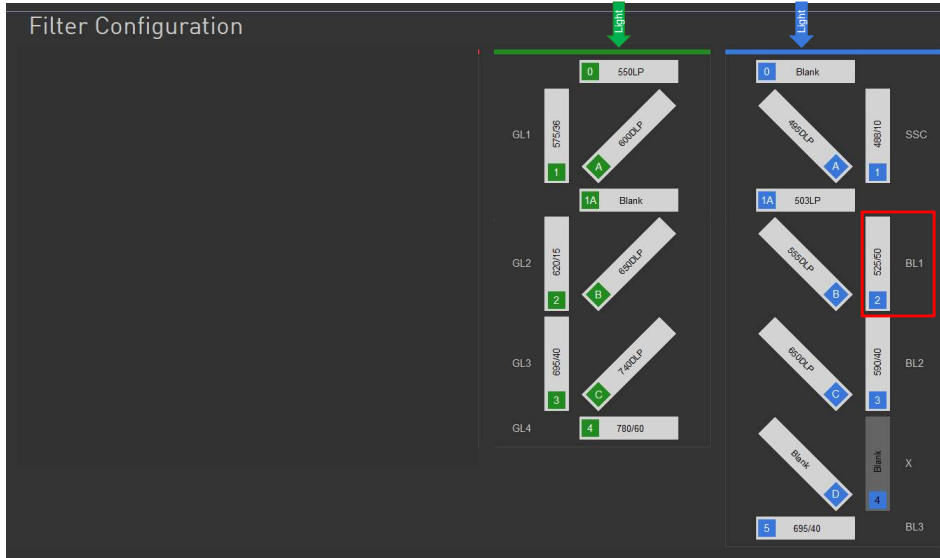 Filter Configuration
Light
Light
0 550LP
GL1
575/36
1
600DLP
A
1A Blank
GL2
620/15
2
650DLP
B
GL3
695/40
3
740DLP
C
GL4
4 780/60
0 Blank
495DLP
A
488/10
1
SSC
1A 503LP
555DLP
B
525/50
2
BL1
650DLP
C
590/40
3
BL2
Blank
D
Blank
4
X
5 695/40
BL3